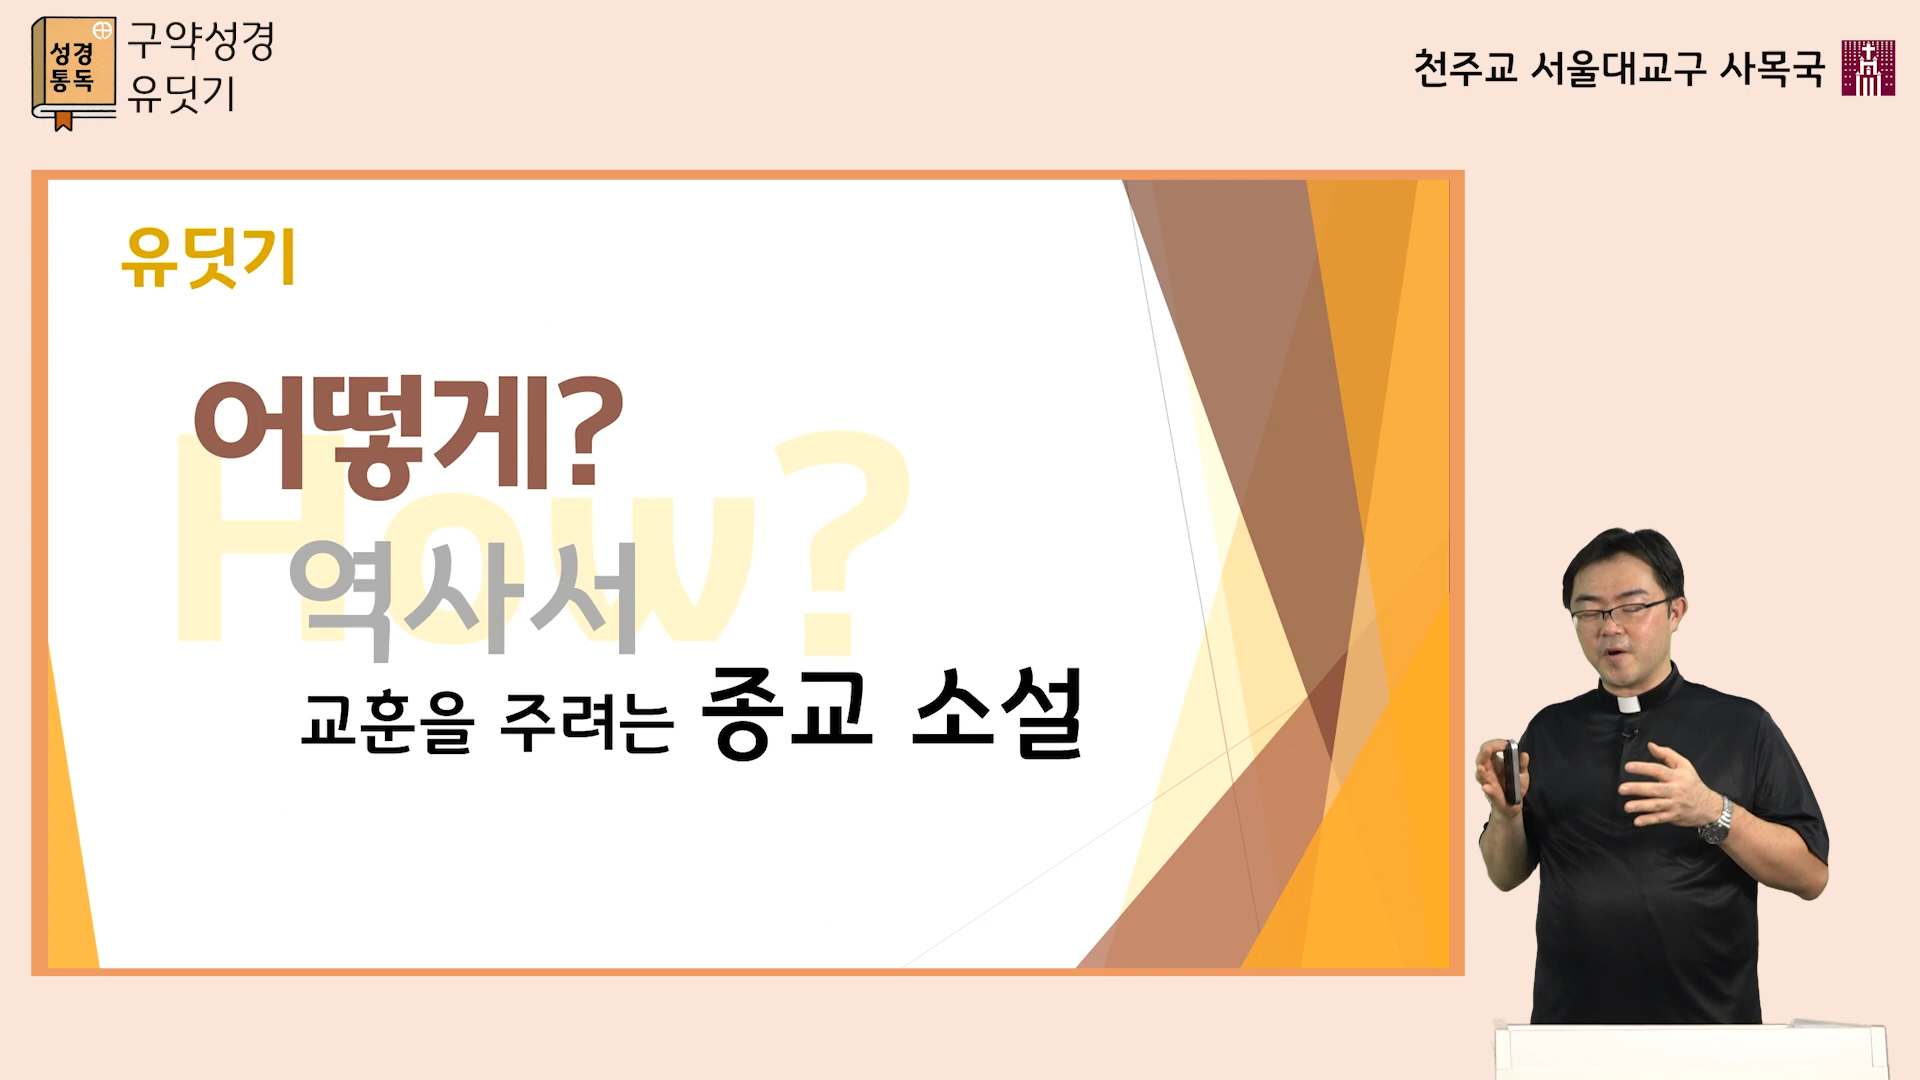 성경
통독
구약성경
유딧기
천주교 서울대교구 사목국
유딧기
어떻게?
How?
역사서
교훈을 주려는 종교 소설